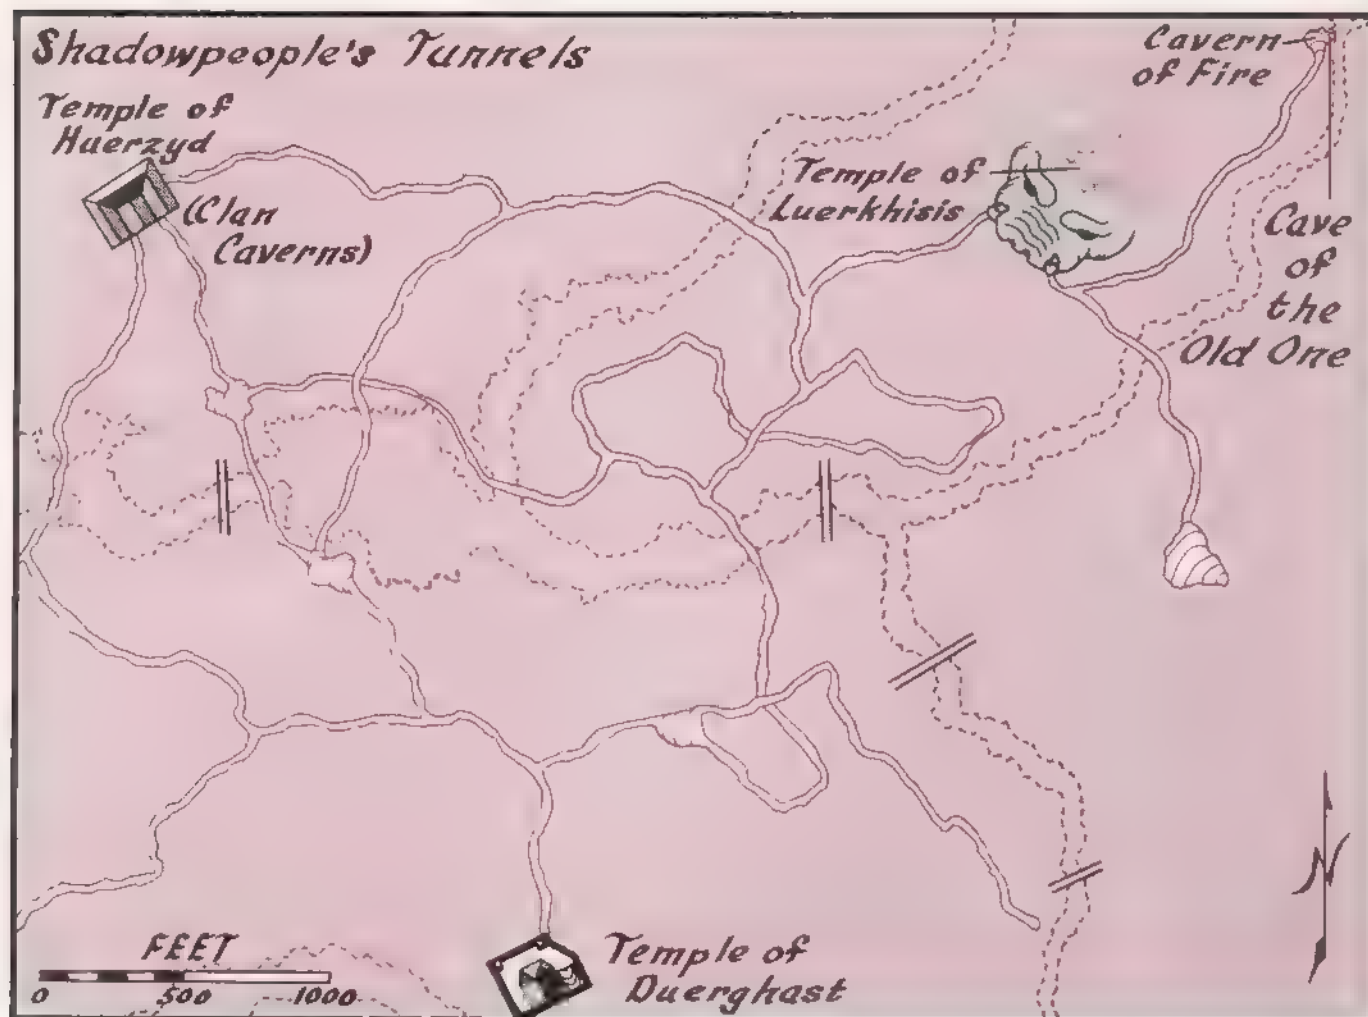 Shadowpeople's Tunnels
Temple of
Huerzyd
(Clan
Caverns)
Cavern
of Fire
Temple of
Luerkhisis
Cave
of
the
Old One
FEET
0 500 1000
Temple of
Duerghast
N